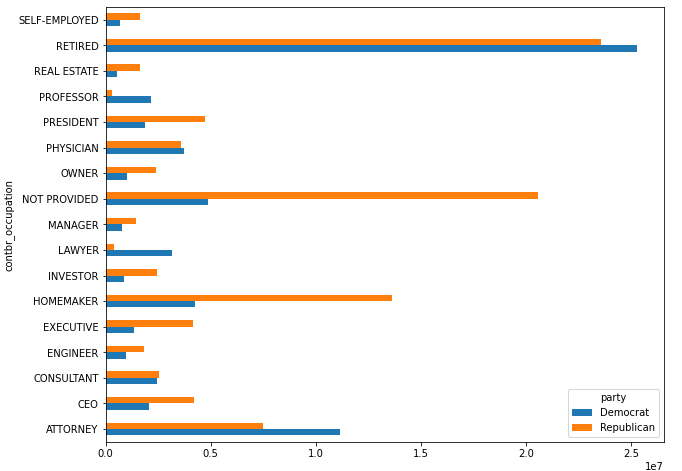 SELF-EMPLOYED
RETIRED
REAL ESTATE
PROFESSOR
PRESIDENT
PHYSICIAN
OWNER
NOT PROVIDED
MANAGER
LAWYER
INVESTOR
HOMEMAKER
EXECUTIVE
ENGINEER
CONSULTANT
CEO
ATTORNEY
contbr_occupation
party
Democrat
Republican
0.0 0.5 1.0 1.5 2.0 2.5
1e7